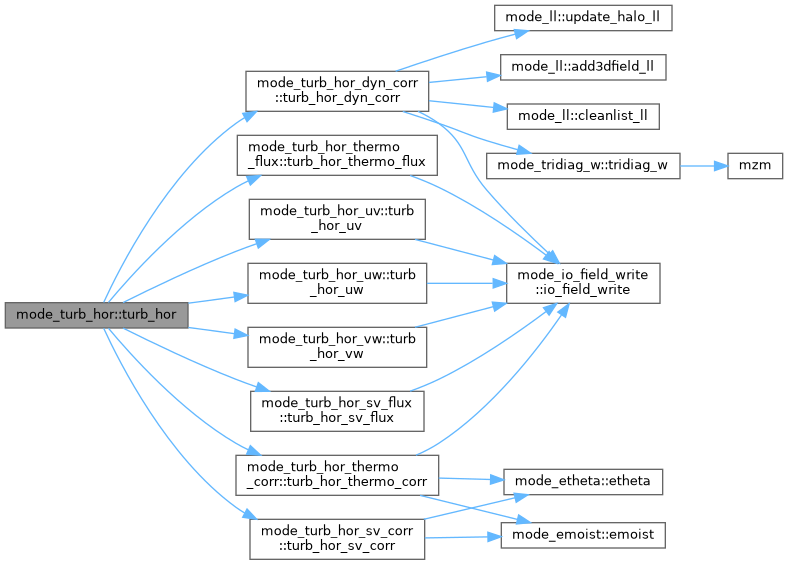 mode_turb_hor::turb_hor
mode_turb_hor_dyn_corr
::turb_hor_dyn_corr
mode_turb_hor_thermo
_flux::turb_hor_thermo_flux
mode_turb_hor_uv::turb
_hor_uv
mode_turb_hor_uw::turb
_hor_uw
mode_turb_hor_vw::turb
_hor_vw
mode_turb_hor_sv_flux
::turb_hor_sv_flux
mode_turb_hor_thermo
_corr::turb_hor_thermo_corr
mode_turb_hor_sv_corr
::turb_hor_sv_corr
mode_ll::update_halo_ll
mode_ll::add3dfield_ll
mode_ll::cleanlist_ll
mode_tridiag_w::tridiag_w
mode_io_field_write
::io_field_write
mode_etheta::etheta
mode_emoist::emoist
mzm